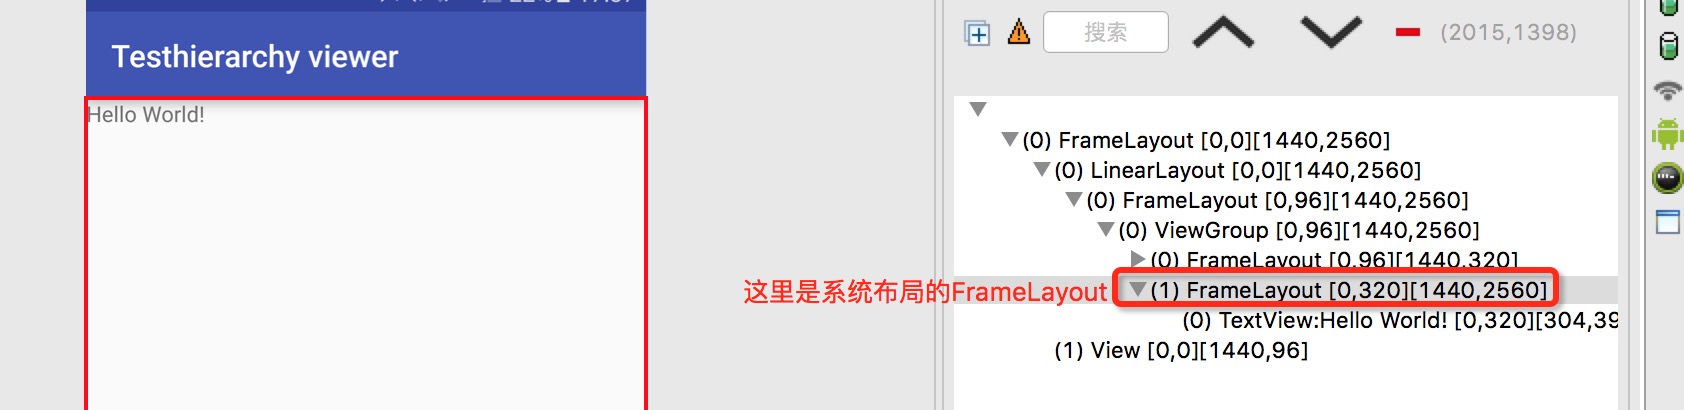 Testhierarchy viewer
Hello World!
搜索
(2015,1398)
(0) FrameLayout [0,0][1440,2560]
(0) LinearLayout [0,0][1440,2560]
(0) FrameLayout [0,96][1440,2560]
(0) ViewGroup [0,96][1440,2560]
(0) FrameLayout [0,96][1440,320]
这里是系统布局的FrameLayout
(1) FrameLayout [0,320][1440,2560]
(0) TextView:Hello World! [0,320][304,39
(1) View [0,0][1440,96]